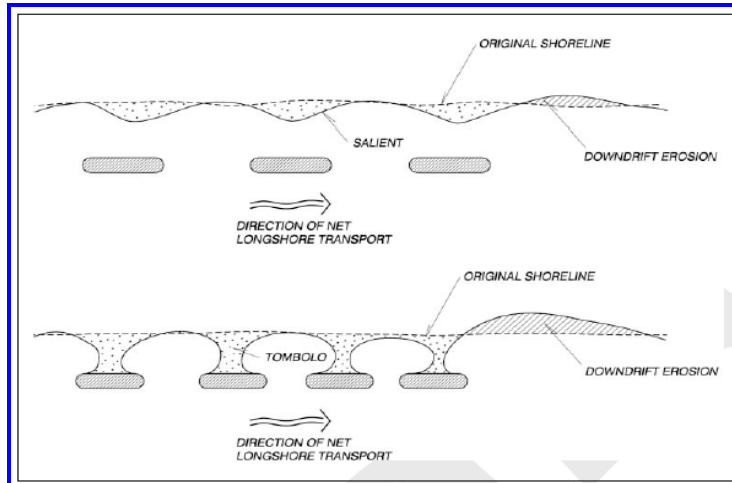 ORIGINAL SHORELINE
SALIENT
DOWNDRIFT EROSION
DIRECTION OF NET
LONGSHORE TRANSPORT
ORIGINAL SHORELINE
TOMBOLO
DOWNDRIFT EROSION
DIRECTION OF NET
LONGSHORE TRANSPORT